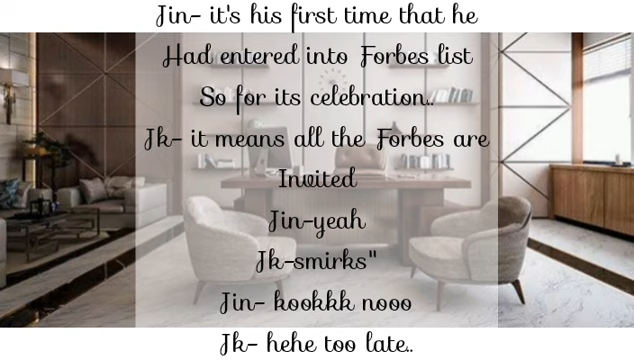 Jin- it's his first time that he
Had entered into Forbes list
So for its celebration..
Jk- it means all the Forbes are
Invited
Jin-yeah
Jk-smirks"
Jin- kookkk nooo
Jk- hehe too late..